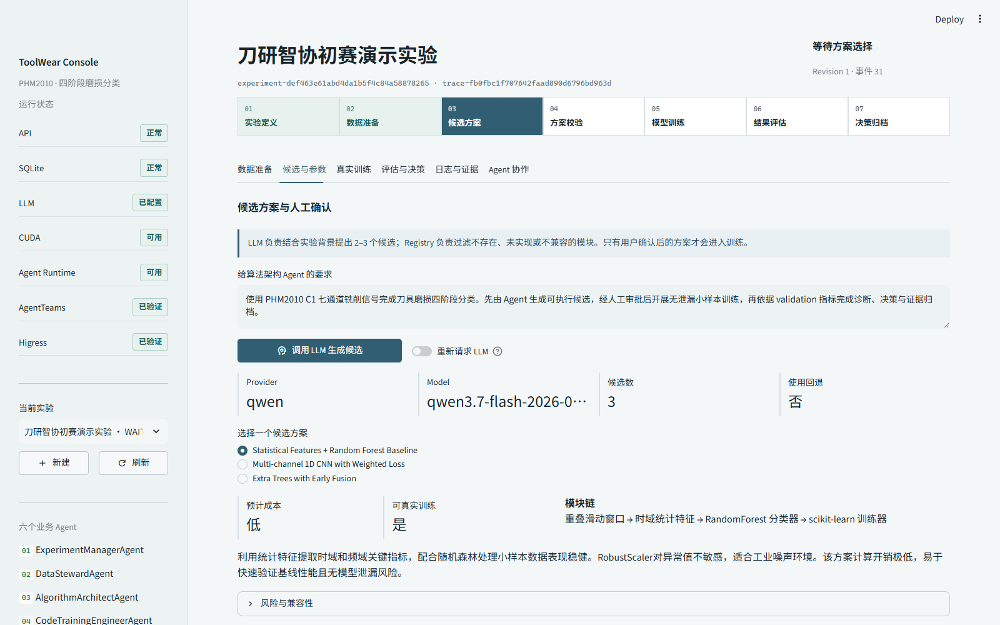 Deploy
ToolWear Console
PHM2010 · 四阶段磨损分类
运行状态
API
正常
SQLite
正常
LLM
已配置
CUDA
可用
Agent Runtime
可用
AgentTeams
已验证
Higress
已验证
当前实验
刀研智协初赛演示实验 • WAIT
新建
刷新
六个业务 Agent
01 ExperimentManagerAgent
02 DataStewardAgent
03 AlgorithmArchitectAgent
04 CodeTrainingEngineerAgent
刀研智协初赛演示实验
experiment-def463e61abd4da1b5f4c84a58878265 · trace-fb0fbc1f707642faad890d6796bd963d
等待方案选择
Revision 1 · 事件 31
01
实验定义
02
数据准备
03
候选方案
04
方案校验
05
模型训练
06
结果评估
07
决策归档
数据准备 候选与参数 真实训练 评估与决策 日志与证据 Agent 协作
候选方案与人工确认
LLM 负责结合实验背景提出 2–3 个候选；Registry 负责过滤不存在、未实现或不兼容的模块。只有用户确认后的方案才会进入训练。
给算法架构 Agent 的要求
使用 PHM2010 C1 七通道铣削信号完成刀具磨损四阶段分类。先由 Agent 生成可执行候选，经人工审批后开展无泄漏小样本训练，再依据 validation 指标完成诊断、决策与证据归
档。
调用 LLM 生成候选
重新请求 LLM
Provider
qwen
Model
qwen3.7-flash-2026-0···
候选数
3
使用回退
否
选择一个候选方案
Statistical Features + Random Forest Baseline
Multi-channel 1D CNN with Weighted Loss
Extra Trees with Early Fusion
预计成本
低
可真实训练
是
模块链
重叠滑动窗口 → 时域统计特征 → RandomForest 分类器 → scikit-learn 训练器
利用统计特征提取时域和频域关键指标，配合随机森林处理小样本数据表现稳健。RobustScaler对异常值不敏感，适合工业噪声环境。该方案计算开销极低，易于
快速验证基线性能且无模型泄漏风险。
风险与兼容性